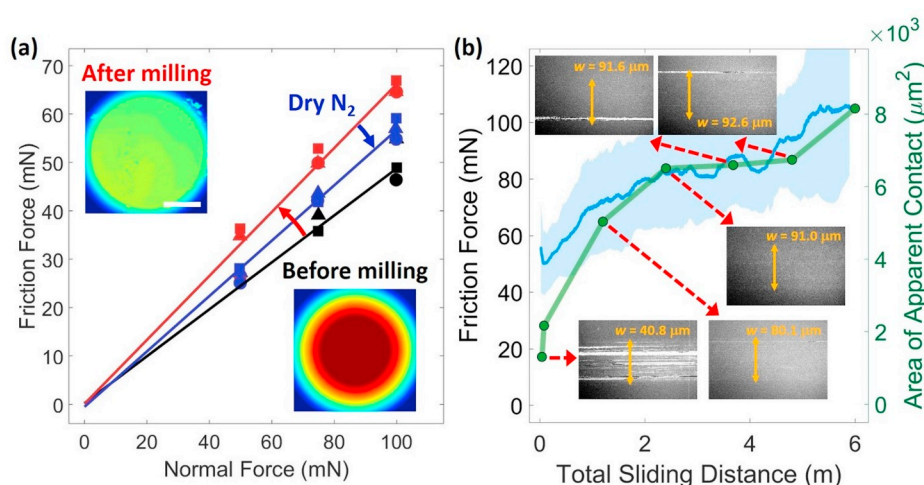 (a)
70
60
50
40
30
20
10
0
Friction Force (mN)
0
20
40
60
80
100
Normal Force (mN)
After milling
Dry N₂
Before milling
(b)
120
100
80
60
40
20
0
Friction Force (mN)
0
2
4
6
Total Sliding Distance (m)
×10³
8
6
4
2
0
Area of Apparent Contact (μm²)
w = 91.6 μm
w = 92.6 μm
w = 91.0 μm
w = 40.8 μm
w = 80.1 μm